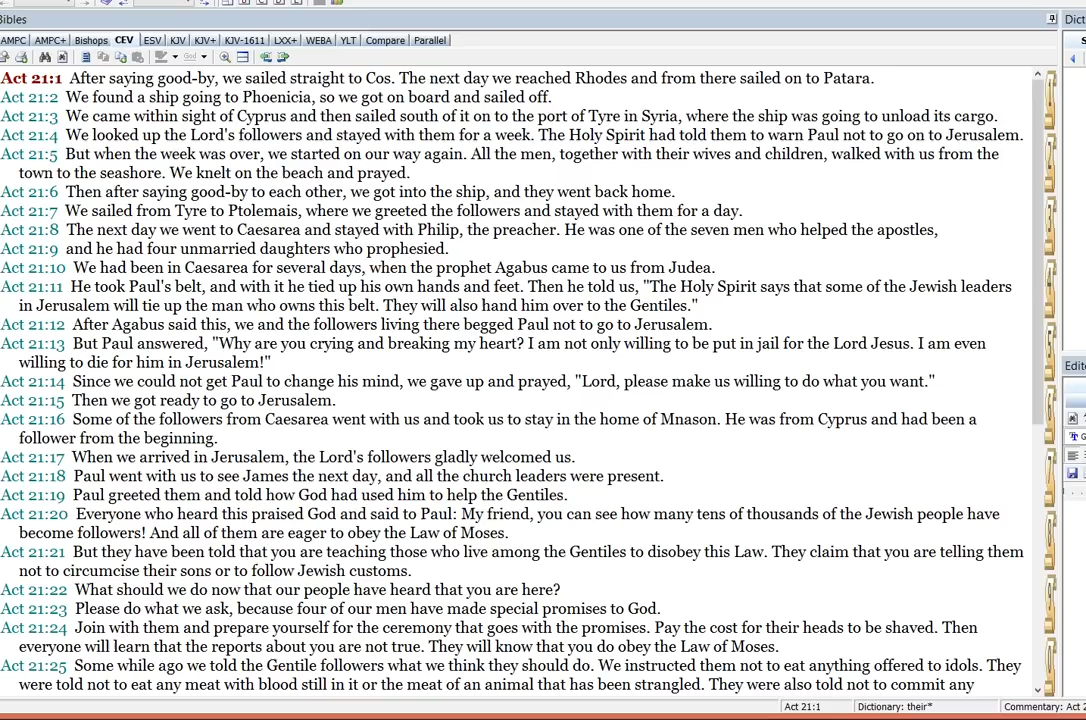 Bibles
Dict
AMPC AMPC+ Bishops CEV ESV KJV KJV+ KJV-1611 LXX+ WEBA YLT Compare Parallel
Act 21:1 After saying good-by, we sailed straight to Cos. The next day we reached Rhodes and from there sailed on to Patara.
Act 21:2 We found a ship going to Phoenicia, so we got on board and sailed off.
Act 21:3 We came within sight of Cyprus and then sailed south of it on to the port of Tyre in Syria, where the ship was going to unload its cargo.
Act 21:4 We looked up the Lord's followers and stayed with them for a week. The Holy Spirit had told them to warn Paul not to go on to Jerusalem.
Act 21:5 But when the week was over, we started on our way again. All the men, together with their wives and children, walked with us from the
town to the seashore. We knelt on the beach and prayed.
Act 21:6 Then after saying good-by to each other, we got into the ship, and they went back home.
Act 21:7 We sailed from Tyre to Ptolemais, where we greeted the followers and stayed with them for a day.
Act 21:8 The next day we went to Caesarea and stayed with Philip, the preacher. He was one of the seven men who helped the apostles,
Act 21:9 and he had four unmarried daughters who prophesied.
Act 21:10 We had been in Caesarea for several days, when the prophet Agabus came to us from Judea.
Act 21:11 He took Paul's belt, and with it he tied up his own hands and feet. Then he told us, "The Holy Spirit says that some of the Jewish leaders
in Jerusalem will tie up the man who owns this belt. They will also hand him over to the Gentiles."
Act 21:12 After Agabus said this, we and the followers living there begged Paul not to go to Jerusalem.
Act 21:13 But Paul answered, "Why are you crying and breaking my heart? I am not only willing to be put in jail for the Lord Jesus. I am even
willing to die for him in Jerusalem!"
Edito
Act 21:14 Since we could not get Paul to change his mind, we gave up and prayed, "Lord, please make us willing to do what you want."
Act 21:15 Then we got ready to go to Jerusalem.
Act 21:16 Some of the followers from Caesarea went with us and took us to stay in the home of Mnason. He was from Cyprus and had been a
follower from the beginning.
Act 21:17 When we arrived in Jerusalem, the Lord's followers gladly welcomed us.
Act 21:18 Paul went with us to see James the next day, and all the church leaders were present.
Act 21:19 Paul greeted them and told how God had used him to help the Gentiles.
Act 21:20 Everyone who heard this praised God and said to Paul: My friend, you can see how many tens of thousands of the Jewish people have
become followers! And all of them are eager to obey the Law of Moses.
Act 21:21 But they have been told that you are teaching those who live among the Gentiles to disobey this Law. They claim that you are telling them
not to circumcise their sons or to follow Jewish customs.
Act 21:22 What should we do now that our people have heard that you are here?
Act 21:23 Please do what we ask, because four of our men have made special promises to God.
Act 21:24 Join with them and prepare yourself for the ceremony that goes with the promises. Pay the cost for their heads to be shaved. Then
everyone will learn that the reports about you are not true. They will know that you do obey the Law of Moses.
Act 21:25 Some while ago we told the Gentile followers what we think they should do. We instructed them not to eat anything offered to idols. They
were told not to eat any meat with blood still in it or the meat of an animal that has been strangled. They were also told not to commit any
Act 21:1 Dictionary: their* Commentary: Act 2